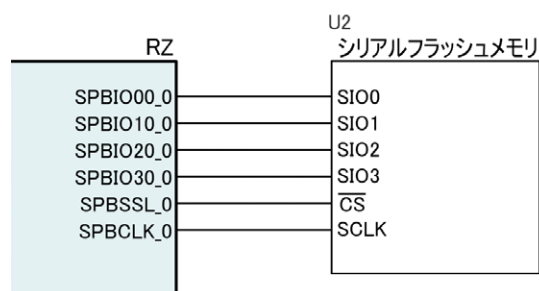 U2
RZ
シリアルフラッシュメモリ
SPBIO00_0
SIO0
SPBIO10_0
SIO1
SPBIO20_0
SIO2
SPBIO30_0
SIO3
SPBSSL_0
CS
SPBCLK_0
SCLK